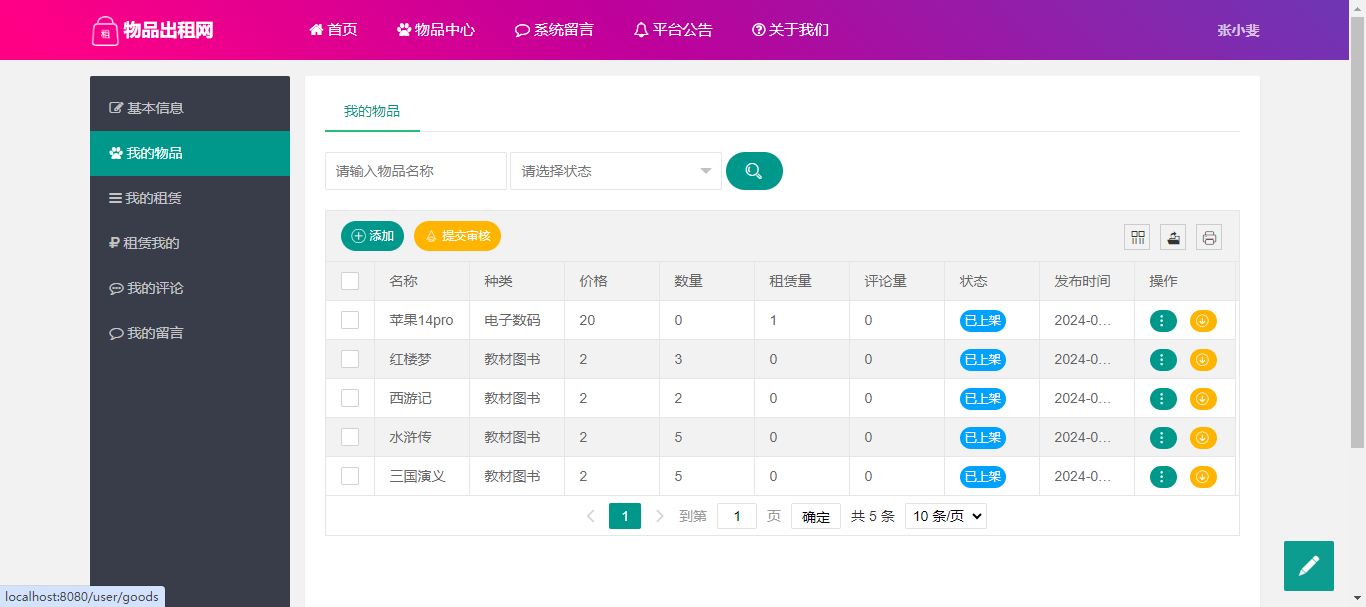 租 物品出租网 首页 物品中心 系统留言 平台公告 关于我们 张小斐
基本信息
我的物品
我的租赁
租赁我的
我的评论
我的留言
我的物品
请输入物品名称 请选择状态
添加 提交审核
名称 种类 价格 数量 租赁量 评论量 状态 发布时间 操作
苹果14pro 电子数码 20 0 1 0 已上架 2024-0...
红楼梦 教材图书 2 3 0 0 已上架 2024-0...
西游记 教材图书 2 2 0 0 已上架 2024-0...
水浒传 教材图书 2 5 0 0 已上架 2024-0...
三国演义 教材图书 2 5 0 0 已上架 2024-0...
1 到第 1 页 确定 共 5 条 10 条/页
localhost:8080/user/goods